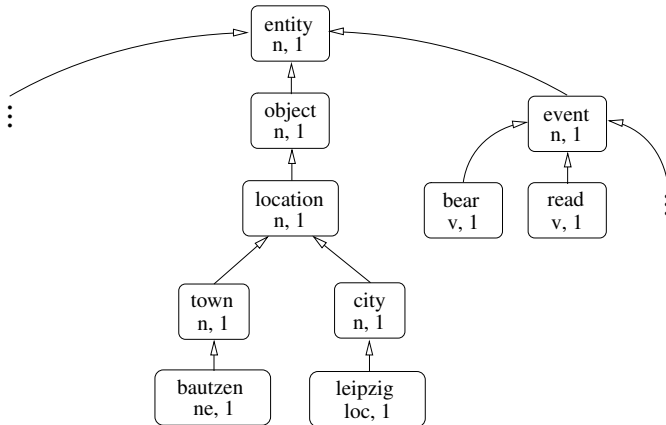 entity
n, 1
object
n, 1
event
n, 1
location
n, 1
bear
v, 1
read
v, 1
town
n, 1
city
n, 1
bautzen
ne, 1
leipzig
loc, 1